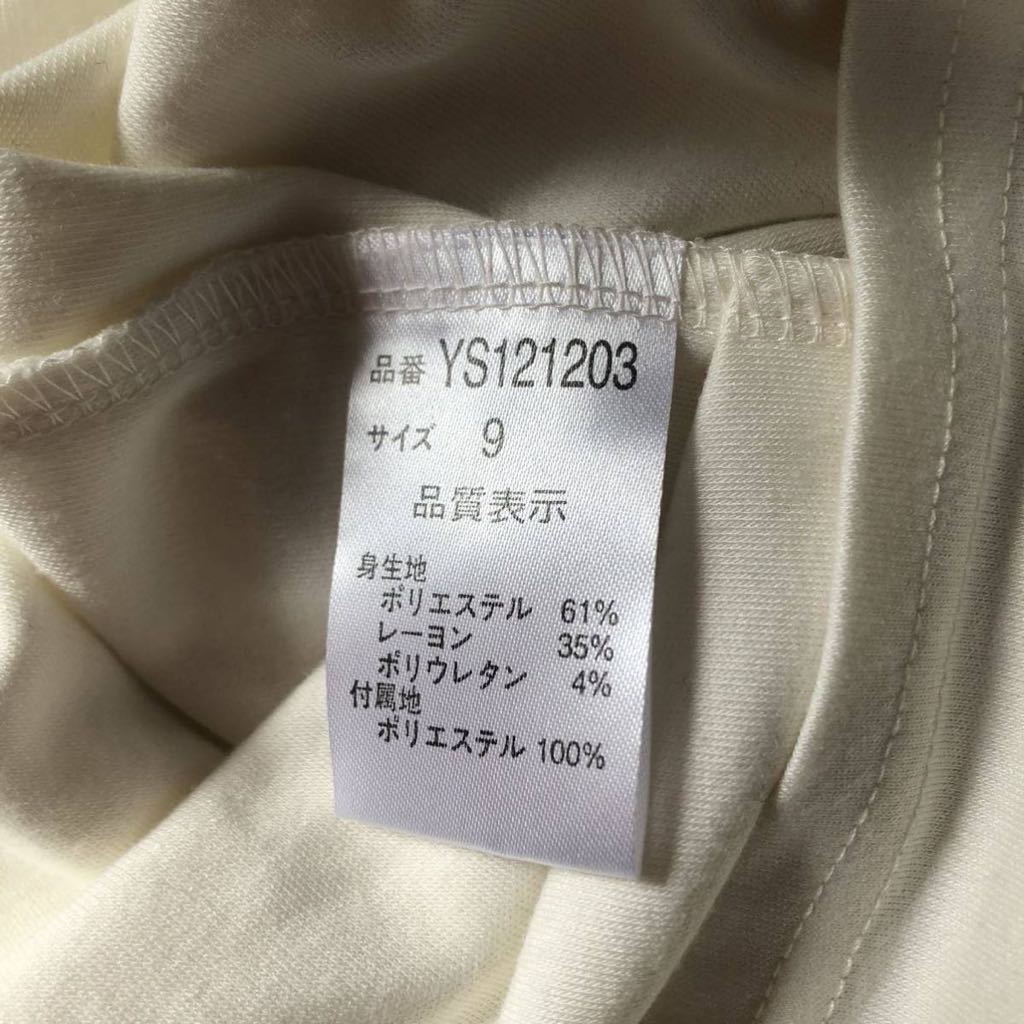 品番 YS121203
サイズ 9
品質表示
身生地
ポリエステル 61%
レーヨン 35%
ポリウレタン 4%
付属地
ポリエステル 100%